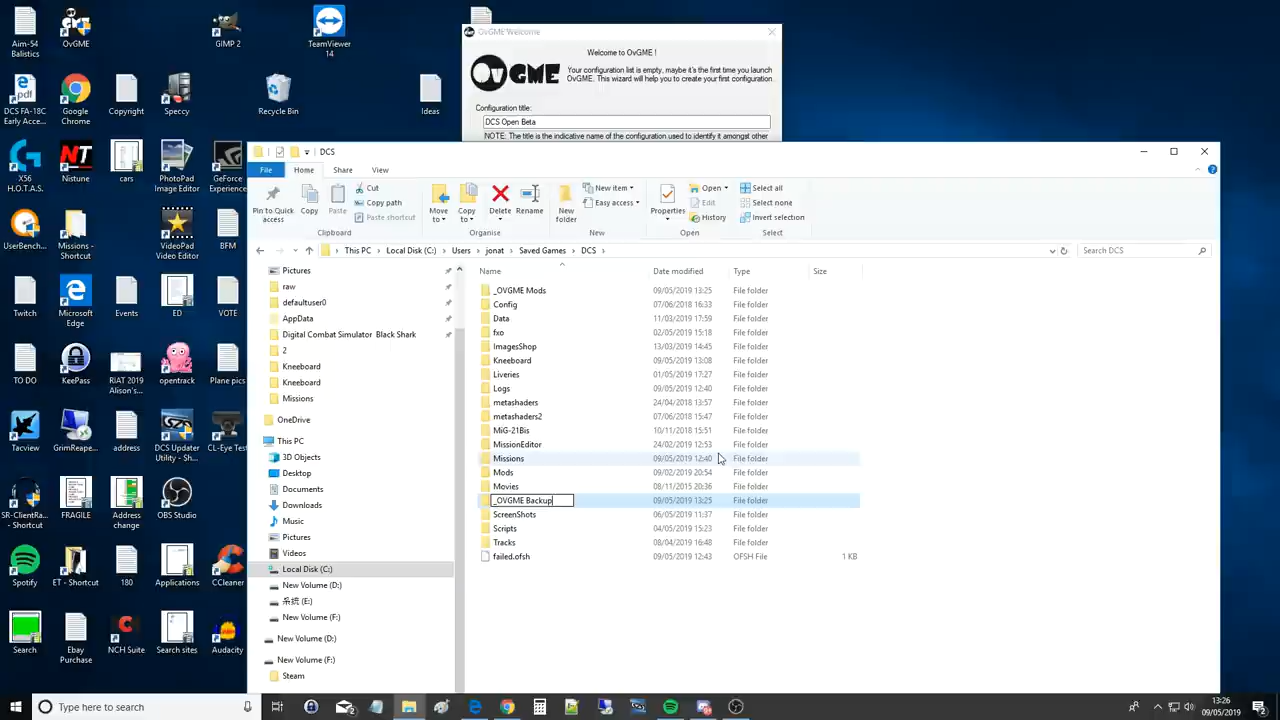 Aim-54
Balistics
OvGME
GIMP 2
TeamViewer
14
DCS FA-18C
Early Acce...
Google
Chrome
Copyright
Speccy
Recycle Bin
Ideas
X56
H.O.T.A.S.
Nistune
cars
PhotoPad
Image Editor
GeForce
Experience
UserBench...
Missions -
Shortcut
VideoPad
Editor
BFM
Twitch
Microsoft
Edge
Events
ED
VOTE
TO DO
KeePass
RIAT 2019
Alison's...
opentrack
Plane pics
Tacview
GrimReape...
address
DCS Updater
Utility - Sh...
CL-Eye Test
SR-ClientRa...
- Shortcut
FRAGILE
Address
change
OBS Studio
Spotify
ET - Shortcut
180
Applications
CCleaner
Search
Ebay
Purchase
NCH Suite
Search sites
Audacity
OvGME Welcome
Welcome to OvGME !
OvGME
Your configuration list is empty, maybe it's the first time you launch
OvGME. This wizard will help you to create your first configuration
Configuration title:
DCS Open Beta
NOTE: The title is the indicative name of the configuration used to identify it amongst other
DCS
File Home Share View
Pin to Quick
access
Copy
Paste
Cut
Copy path
Paste shortcut
Clipboard
Move
to
Copy
to
Delete
Rename
Organise
New
folder
New item
Easy access
New
Properties
Open
Edit
History
Open
Select all
Select none
Invert selection
Select
This PC Local Disk (C:) Users jonat Saved Games DCS
Search DCS
Pictures
raw
defaultuser0
AppData
Digital Combat Simulator Black Shark
2
Kneeboard
Kneeboard
Missions
OneDrive
This PC
3D Objects
Desktop
Documents
Downloads
Music
Pictures
Videos
Local Disk (C:)
New Volume (D:)
系统 (E:)
New Volume (F:)
New Volume (D:)
New Volume (F:)
Steam
Name Date modified Type Size
_OVGME Mods 09/05/2019 13:25 File folder
Config 07/06/2018 16:33 File folder
Data 11/03/2018 17:59 File folder
fxo 02/05/2019 15:18 File folder
ImagesShop 13/03/2018 14:45 File folder
Kneeboard 09/05/2019 13:08 File folder
Liveries 01/05/2019 17:27 File folder
Logs 09/05/2019 12:40 File folder
metashaders 24/04/2018 13:57 File folder
metashaders2 07/06/2018 15:47 File folder
MiG-21Bis 10/11/2018 15:51 File folder
MissionEditor 24/02/2019 12:53 File folder
Missions 09/05/2019 12:40 File folder
Mods 09/02/2019 20:54 File folder
Movies 08/11/2015 20:36 File folder
_OVGME Backup 09/05/2019 13:25 File folder
ScreenShots 06/05/2019 11:37 File folder
Scripts 04/05/2019 15:23 File folder
Tracks 08/04/2019 16:48 File folder
failed.ofsh 09/05/2019 12:43 OFSH File 1 KB
Type here to search
13:26
09/05/2019